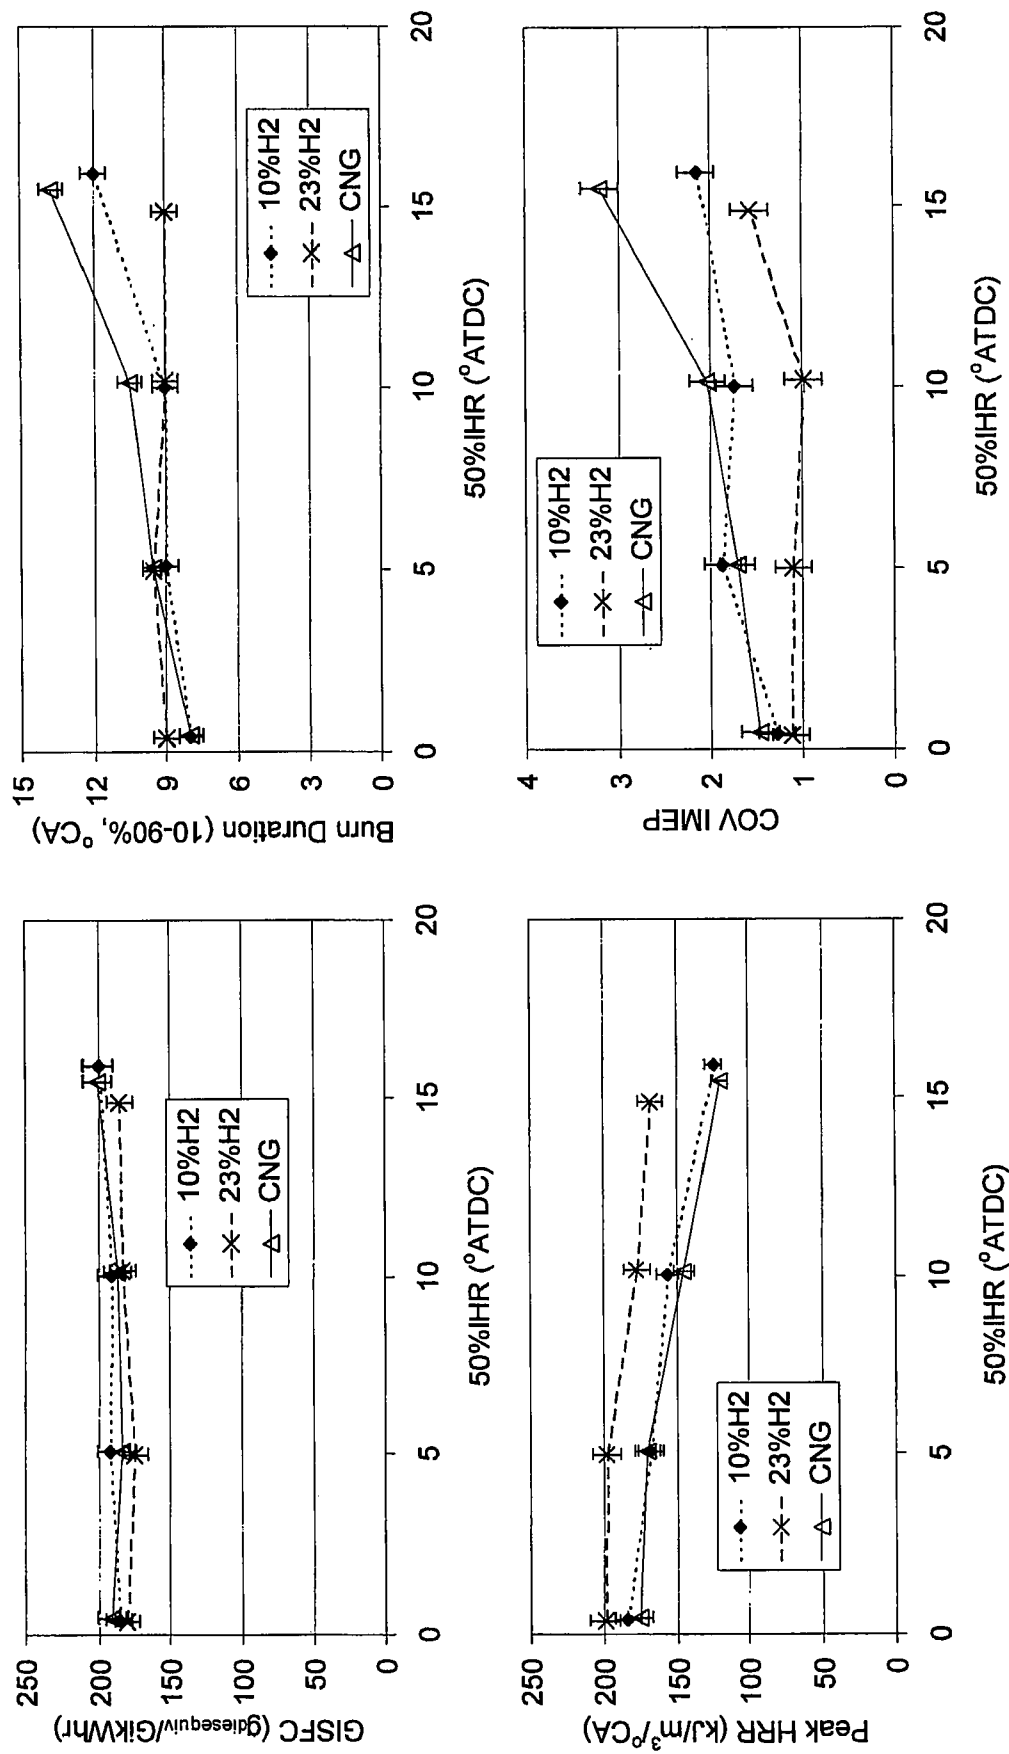 250
200
150
100
50
0
GISFC (gdiesequiv/GikWhr)
0
5
10
15
20
50%IHR (°ATDC)
10%H2
23%H2
CNG
15
12
9
6
3
0
Burn Duration (10-90%, °CA)
0
5
10
15
20
50%IHR (°ATDC)
10%H2
23%H2
CNG
250
200
150
100
50
0
Peak HRR (kJ/m³/°CA)
0
5
10
15
20
50%IHR (°ATDC)
10%H2
23%H2
CNG
4
3
2
1
0
COV IMEP
0
5
10
15
20
50%IHR (°ATDC)
10%H2
23%H2
CNG